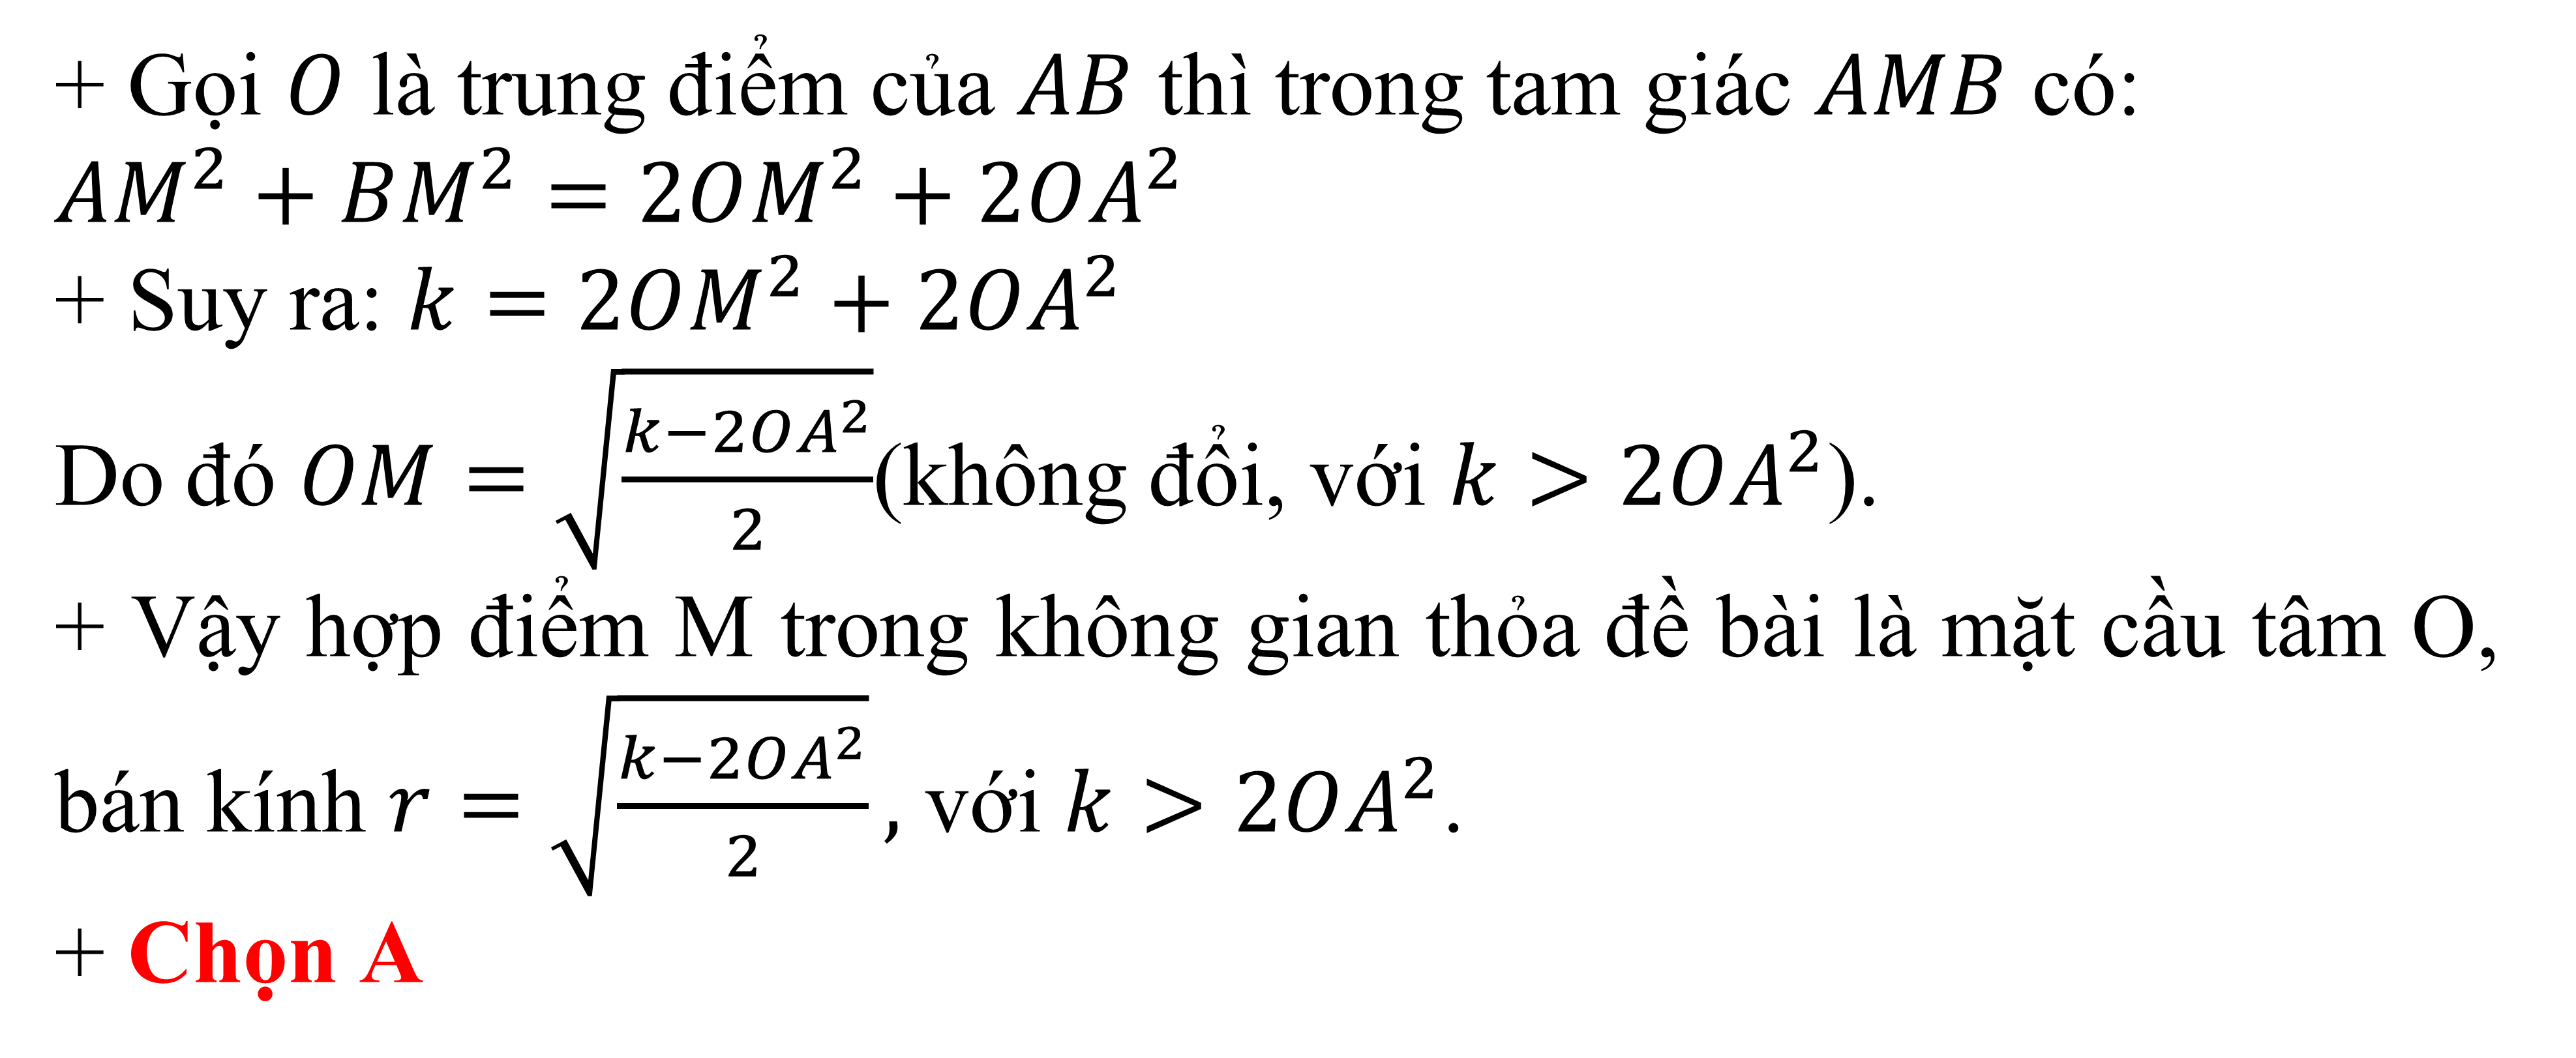 + Gọi O là trung điểm của AB thì trong tam giác AMB có:
AM² + BM² = 2OM² + 2OA²
+ Suy ra: k = 2OM² + 2OA²
Do đó OM = √((k−2OA²)/2) (không đổi, với k > 2OA²).
+ Vậy hợp điểm M trong không gian thỏa đề bài là mặt cầu tâm O,
bán kính r = √((k−2OA²)/2) , với k > 2OA².
+ Chọn A